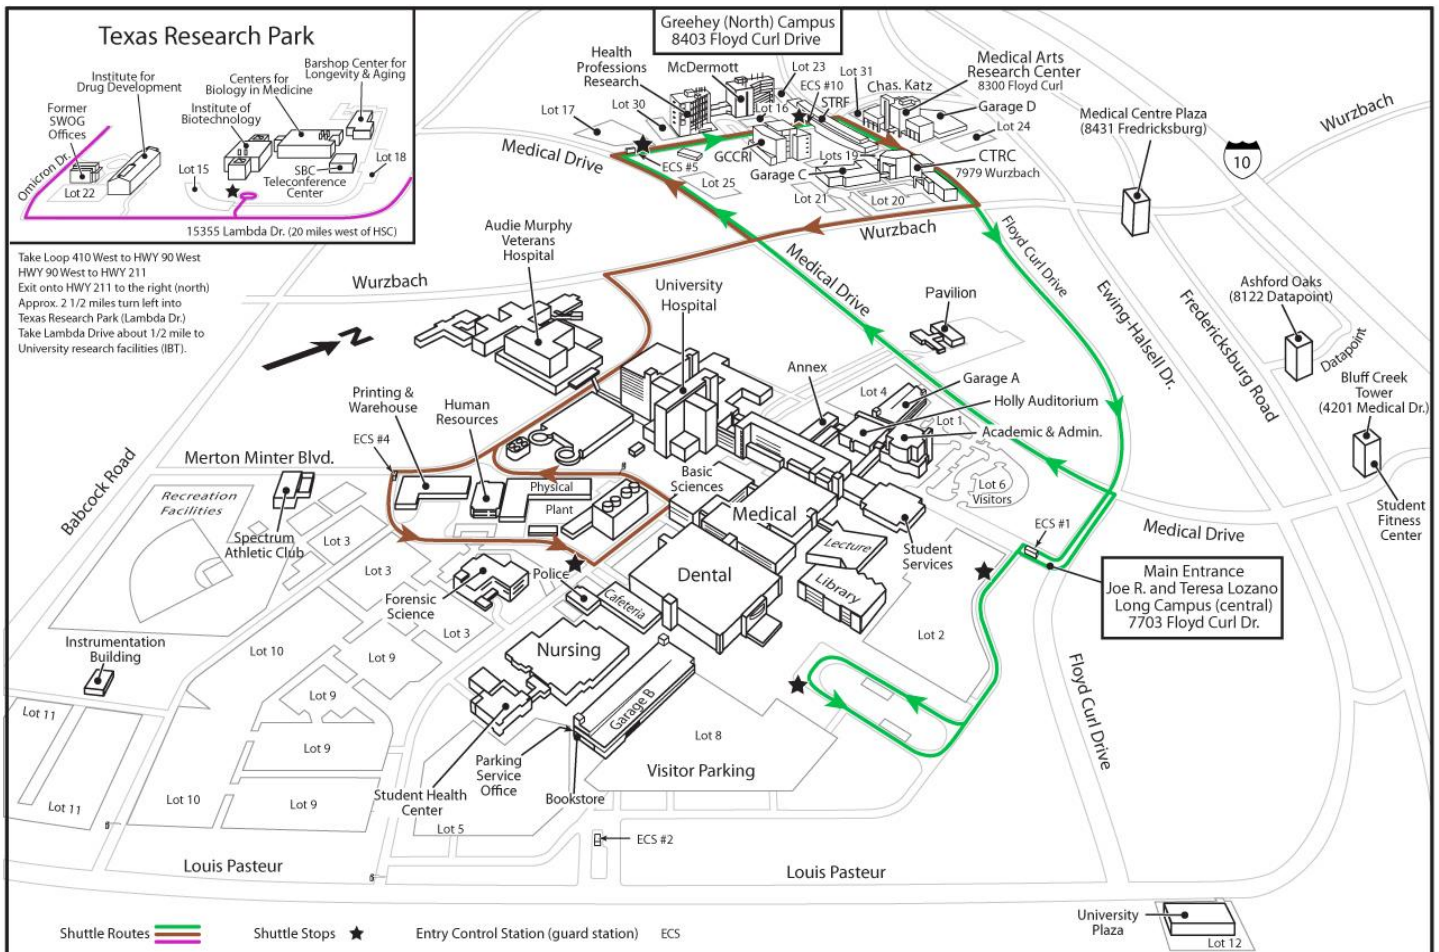 Texas Research Park
Institute for
Drug Development
Centers for
Biology in Medicine
Barshop Center for
Longevity & Aging
Former
SWOG
Offices
Institute of
Biotechnology
Omicron Dr.
Lot 22
Lot 15
SBC
Teleconference
Center
Lot 18
15355 Lambda Dr. (20 miles west of HSC)
Take Loop 410 West to HWY 90 West
HWY 90 West to HWY 211
Exit onto HWY 211 to the right (north)
Approx. 2 1/2 miles turn left into
Texas Research Park (Lambda Dr.)
Take Lambda Drive about 1/2 mile to
University research facilities (IBT).
N
Greehey (North) Campus
8403 Floyd Curl Drive
Health
Professions
Research
McDermott
Lot 23
ECS #10
STRF
Lot 31
Chas. Katz
Medical Arts
Research Center
8300 Floyd Curl
Garage D
Lot 24
Lot 17
Lot 30
Lot 16
Medical Drive
ECS #5
GCCRI
Lot 25
Garage C
Lots 19
CTRC
7979 Wurzbach
Lot 21
Lot 20
Wurzbach
Medical Centre Plaza
(8431 Fredricksburg)
10
Wurzbach
Floyd Curl Drive
Ewing-Halsell Dr.
Fredericksburg Road
Ashford Oaks
(8122 Datapoint)
Datapoint
Bluff Creek
Tower
(4201 Medical Dr.)
Student
Fitness
Center
Audie Murphy
Veterans
Hospital
Wurzbach
University
Hospital
Medical Drive
Pavilion
Annex
Lot 4
Garage A
Holly Auditorium
Lot 1
Academic & Admin.
Lot 6
Visitors
Printing &
Warehouse
Human
Resources
ECS #4
Merton Minter Blvd.
Babcock Road
Recreation
Facilities
Spectrum
Athletic Club
Physical
Plant
Basic
Sciences
Medical
Lecture
Student
Services
ECS #1
Medical Drive
Main Entrance
Joe R. and Teresa Lozano
Long Campus (central)
7703 Floyd Curl Dr.
Lot 3
Lot 3
Lot 3
Forensic
Science
Police
Cafeteria
Dental
Library
Lot 2
Instrumentation
Building
Lot 10
Lot 9
Lot 9
Lot 9
Lot 9
Nursing
Garage B
Lot 8
Visitor Parking
Floyd Curl Drive
Lot 11
Lot 11
Lot 10
Parking
Service
Office
Student Health
Center
Bookstore
Lot 5
ECS #2
Louis Pasteur
Louis Pasteur
University
Plaza
Lot 12
Shuttle Routes
Shuttle Stops
Entry Control Station (guard station) ECS